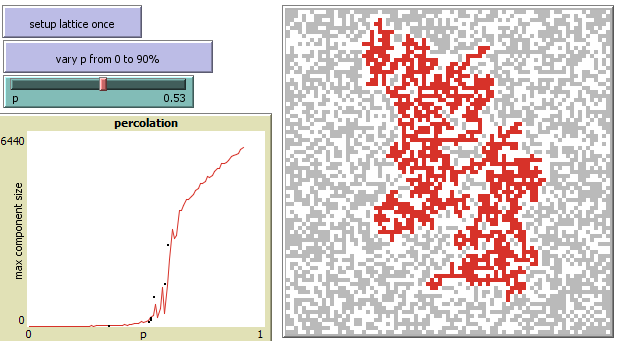 setup lattice once
vary p from 0 to 90%
p 0.53
percolation
6440
max component size
0
0 p 1